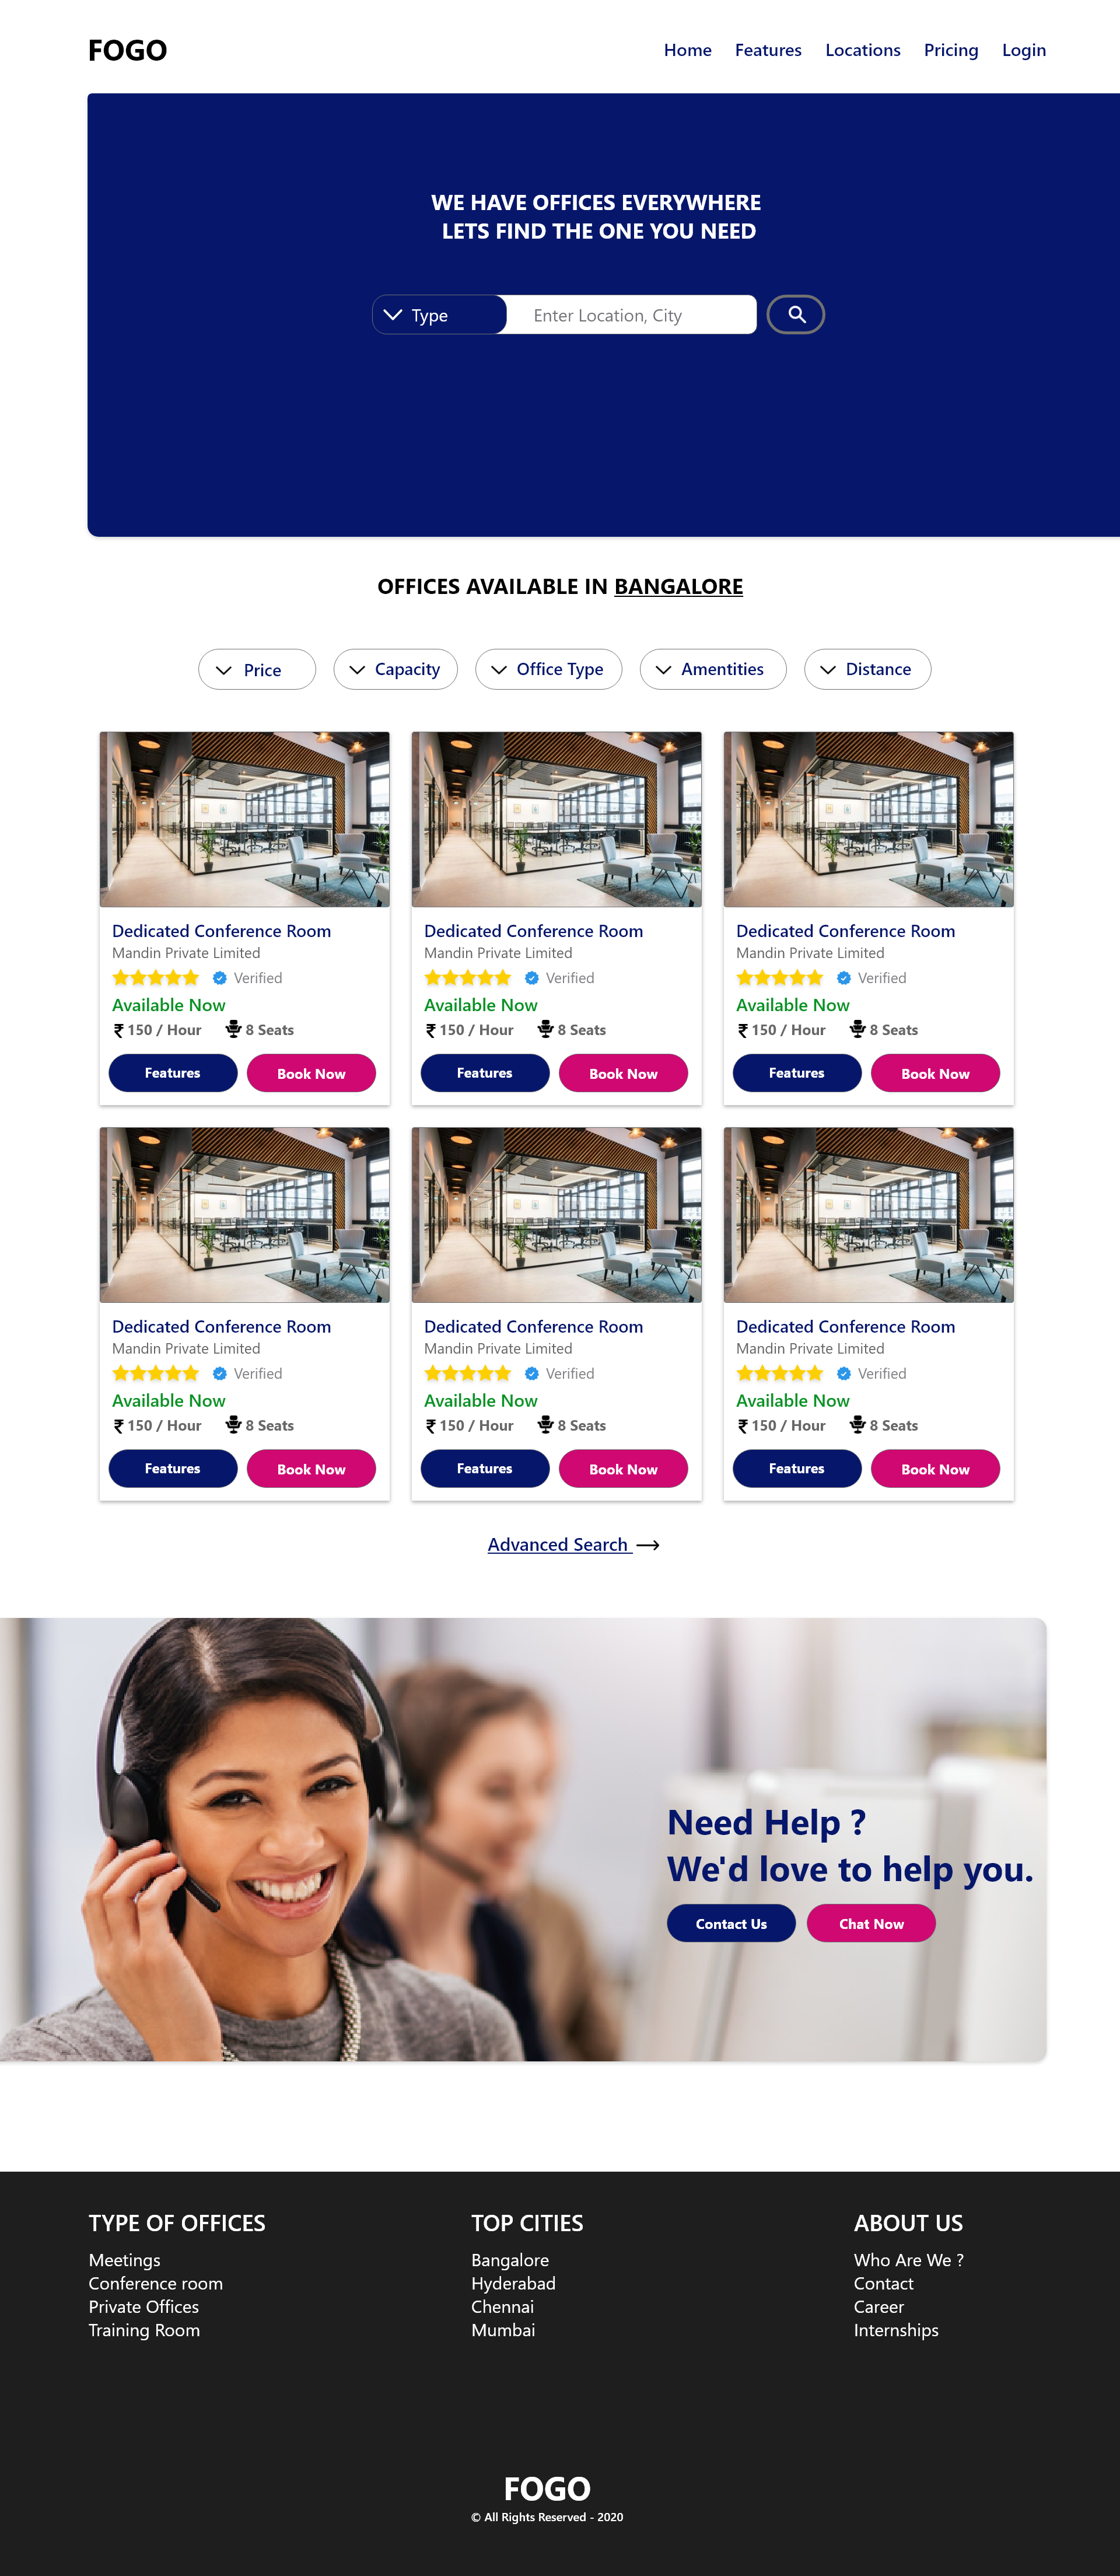 FOGO
Home Features Locations Pricing Login
WE HAVE OFFICES EVERYWHERE
LETS FIND THE ONE YOU NEED
Type Enter Location, City
OFFICES AVAILABLE IN BANGALORE
Price Capacity Office Type Amentities Distance
Dedicated Conference Room Dedicated Conference Room Dedicated Conference Room
Mandin Private Limited Mandin Private Limited Mandin Private Limited
Verified Verified Verified
Available Now Available Now Available Now
₹ 150 / Hour 8 Seats ₹ 150 / Hour 8 Seats ₹ 150 / Hour 8 Seats
Features Book Now Features Book Now Features Book Now
Dedicated Conference Room Dedicated Conference Room Dedicated Conference Room
Mandin Private Limited Mandin Private Limited Mandin Private Limited
Verified Verified Verified
Available Now Available Now Available Now
₹ 150 / Hour 8 Seats ₹ 150 / Hour 8 Seats ₹ 150 / Hour 8 Seats
Features Book Now Features Book Now Features Book Now
Advanced Search
Need Help ?
We'd love to help you.
Contact Us Chat Now
TYPE OF OFFICES TOP CITIES ABOUT US
Meetings Bangalore Who Are We ?
Conference room Hyderabad Contact
Private Offices Chennai Career
Training Room Mumbai Internships
FOGO
© All Rights Reserved - 2020